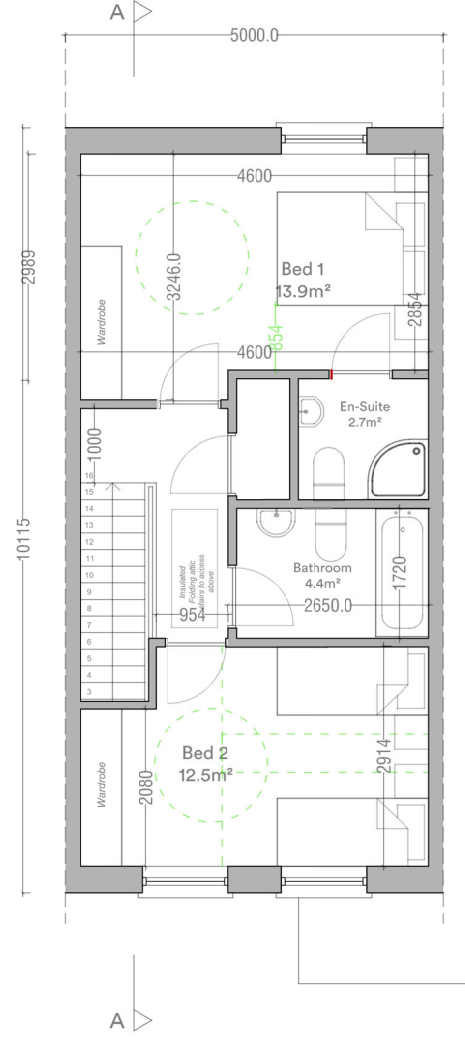 A
5000.0
4600
2989
3246.0
Bed 1
13.9m²
2854
Wardrobe
854
4600
En-Suite
2.7m²
1000
16
15
14
13
12
11
10
9
8
7
6
5
4
3
10115
Insulated
Folding attic
stairs to access
above
Bathroom
4.4m²
1720
954
2650.0
Bed 2
12.5m²
2914
Wardrobe
2080
A